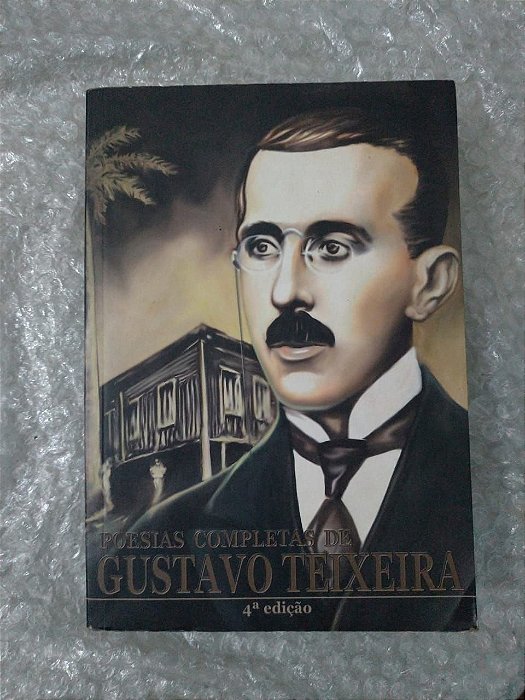 POESIAS COMPLETAS DE
GUSTAVO TEIXEIRA
4ª edição